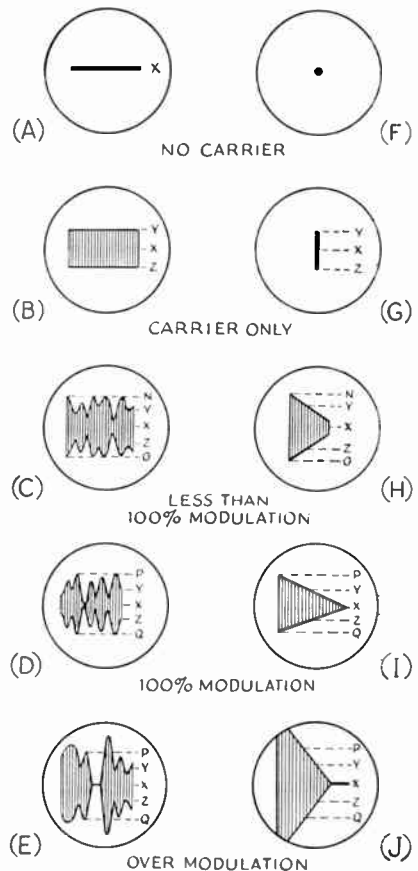 X
(A) (F)
NO CARRIER
Y Y
X X
Z Z
(B) (G)
CARRIER ONLY
N N
Y Y
X X
Z Z
O O
(C) (H)
LESS THAN
100% MODULATION
P P
Y Y
X X
Z Z
Q Q
(D) (I)
100% MODULATION
P P
Y Y
X X
Z Z
Q Q
(E) (J)
OVER MODULATION